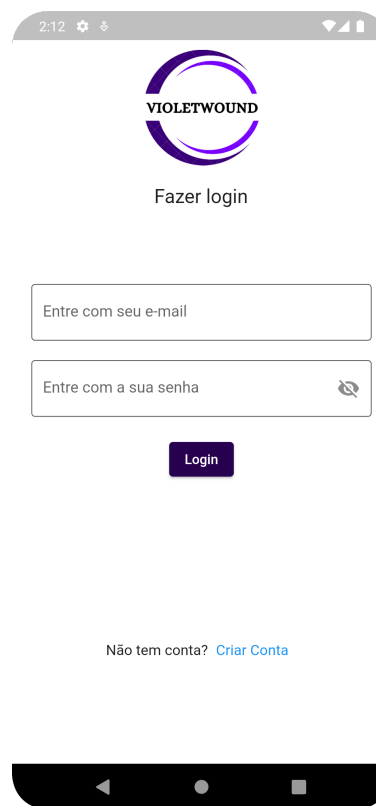 2:12
VIOLETWOUND
Fazer login
Entre com seu e-mail
Entre com a sua senha
Login
Não tem conta? Criar Conta